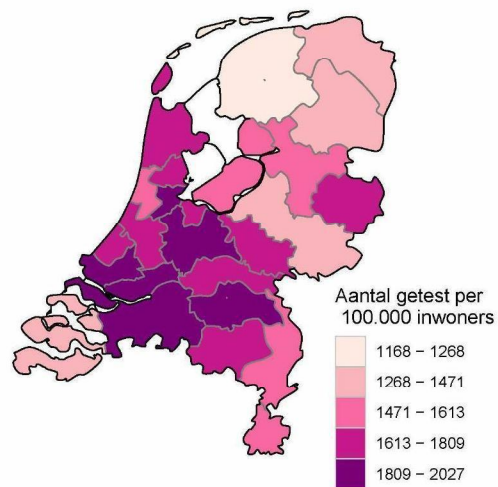 Aantal getest per
100.000 inwoners
1168 – 1268
1268 – 1471
1471 – 1613
1613 – 1809
1809 – 2027